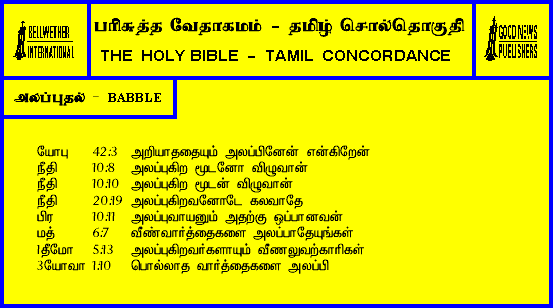 BELLWETHER
INTERNATIONAL
பரிசுத்த வேதாகமம் - தமிழ் சொல்தொகுதி
THE HOLY BIBLE - TAMIL CONCORDANCE
GOOD NEWS
PUBLISHERS
அலப்புதல் - BABBLE
யோபு 42:3 அறியாததையும் அலப்பினேன் என்கிறேன்
நீதி 10:8 அலப்புகிற மூடனோ விழுவான்
நீதி 10:10 அலப்புகிற மூடன் விழுவான்
நீதி 20:19 அலப்புகிறவனோடே கலவாதே
பிர 10:11 அலப்புவாயனும் அதற்கு ஒப்பானவன்
மத் 6:7 வீண்வார்த்தைகளை அலப்பாதேயுங்கள்
1தீமோ 5:13 அலப்புகிறவர்களாயும் வீணலுவற்காரிகள்
3யோவா 1:10 பொல்லாத வார்த்தைகளை அலப்பி